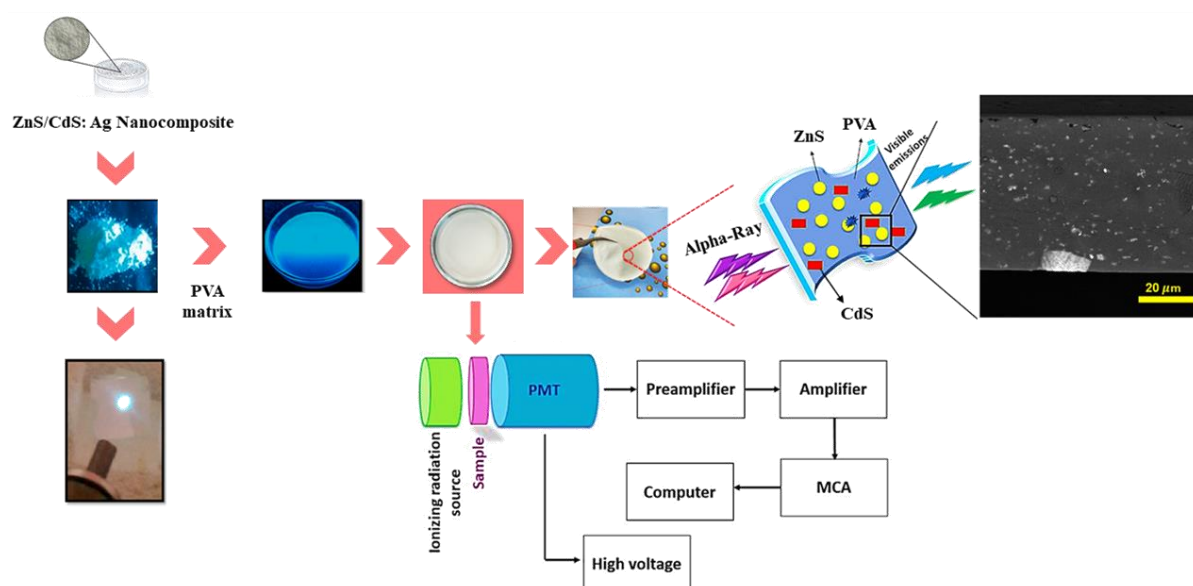 ZnS/CdS: Ag Nanocomposite
PVA
matrix
ZnS
PVA
Visible
emissions
Alpha-Ray
CdS
20 μm
Ionizing radiation
source
Sample
PMT
Preamplifier
Amplifier
MCA
Computer
High voltage